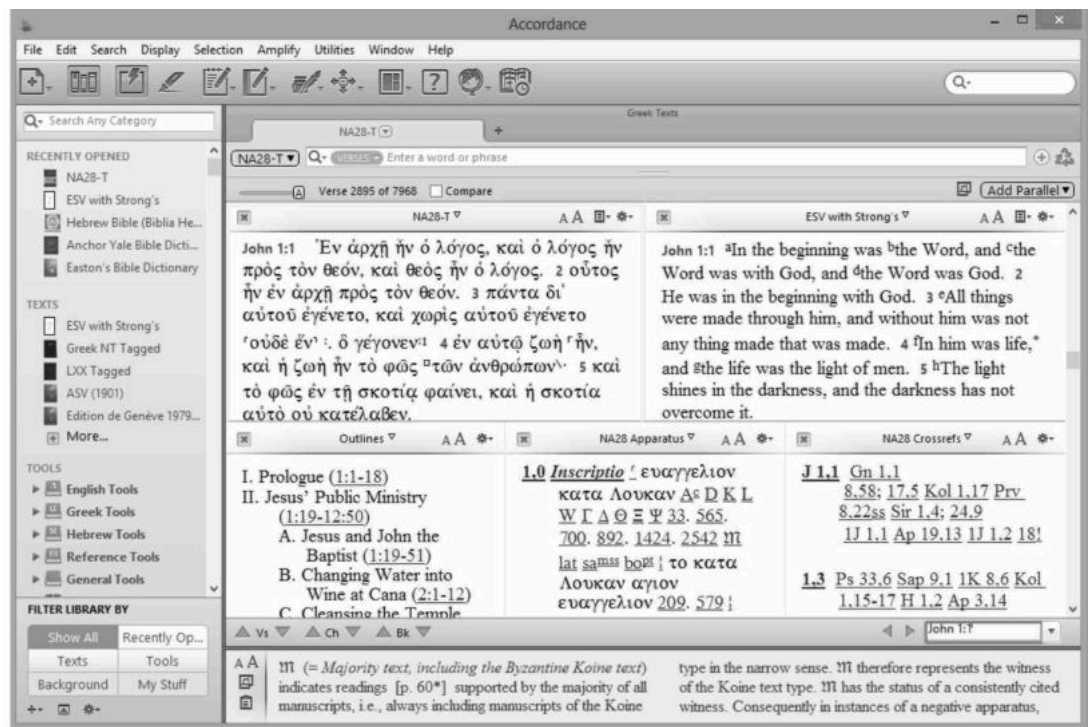 Accordance
File Edit Search Display Selection Amplify Utilities Window Help
Search Any Category
RECENTLY OPENED
NA28-T
ESV with Strong's
Hebrew Bible (Biblia He...
Anchor Yale Bible Dicti...
Easton's Bible Dictionary
TEXTS
ESV with Strong's
Greek NT Tagged
LXX Tagged
ASV (1901)
Edition de Genève 1979...
More...
TOOLS
English Tools
Greek Tools
Hebrew Tools
Reference Tools
General Tools
FILTER LIBRARY BY
Show All Recently Op...
Texts Tools
Background My Stuff
Greek Texts
NA28-T
NA28-T VERSES Enter a word or phrase
Verse 2895 of 7968 Compare Add Parallel
NA28-T
John 1:1 Ἐν ἀρχῇ ἦν ὁ λόγος, καὶ ὁ λόγος ἦν
πρὸς τὸν θεόν, καὶ θεὸς ἦν ὁ λόγος. 2 οὗτος
ἦν ἐν ἀρχῇ πρὸς τὸν θεόν. 3 πάντα δι'
αὐτοῦ ἐγένετο, καὶ χωρὶς αὐτοῦ ἐγένετο
⸂οὐδὲ ἕν⸃ ⸅. ὃ γέγονεν⸆ 4 ἐν αὐτῷ ζωὴ ⸀ἦν,
καὶ ἡ ζωὴ ἦν τὸ φῶς ⸋τῶν ἀνθρώπων⸌· 5 καὶ
τὸ φῶς ἐν τῇ σκοτίᾳ φαίνει, καὶ ἡ σκοτία
αὐτὸ οὐ κατέλαβεν.
ESV with Strong's
John 1:1 aIn the beginning was bthe Word, and cthe
Word was with God, and dthe Word was God. 2
He was in the beginning with God. 3 eAll things
were made through him, and without him was not
any thing made that was made. 4 fIn him was life,*
and gthe life was the light of men. 5 hThe light
shines in the darkness, and the darkness has not
overcome it.
Outlines
I. Prologue (1:1-18)
II. Jesus' Public Ministry
(1:19-12:50)
A. Jesus and John the
Baptist (1:19-51)
B. Changing Water into
Wine at Cana (2:1-12)
C. Cleansing the Temple
NA28 Apparatus
1,0 Inscriptio ⸂ ευαγγελιον
κατα Λουκαν Ac D K L
W Γ Δ Θ Ξ Ψ 33. 565.
700. 892. 1424. 2542 𝔐
lat samss bopt ¦ το κατα
Λουκαν αγιον
ευαγγελιον 209. 579 ¦
NA28 Crossrefs
J 1,1 Gn 1,1
8,58; 17,5 Kol 1,17 Prv
8,22ss Sir 1,4; 24,9
1J 1,1 Ap 19,13 1J 1,2 18!
1,3 Ps 33,6 Sap 9,1 1K 8,6 Kol
1,15-17 H 1,2 Ap 3,14
Vs Ch Bk John 1:1
𝔐 (= Majority text, including the Byzantine Koine text)
indicates readings [p. 60*] supported by the majority of all
manuscripts, i.e., always including manuscripts of the Koine
type in the narrow sense. 𝔐 therefore represents the witness
of the Koine text type. 𝔐 has the status of a consistently cited
witness. Consequently in instances of a negative apparatus,